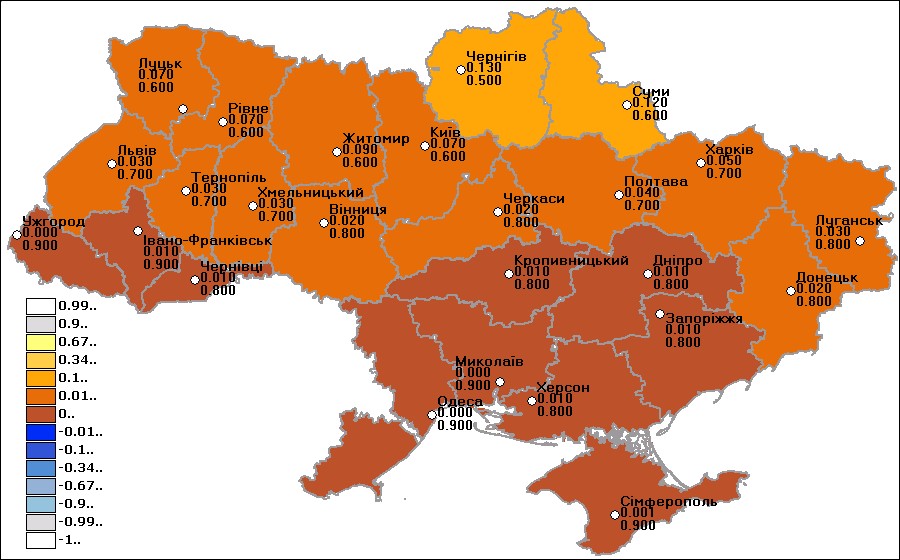 Чернігів
0.130
0.500
Луцьк
0.070
0.600
Суми
0.120
0.600
Рівне
0.070
0.600
Житомир
0.090
0.600
Київ
0.070
0.600
Харків
0.050
0.700
Львів
0.030
0.700
Тернопіль
0.030
0.700
Хмельницький
0.030
0.700
Вінниця
0.020
0.800
Черкаси
0.020
0.800
Полтава
0.040
0.700
Луганськ
0.030
0.800
Ужгород
0.000
0.900
Івано-Франківськ
0.010
0.900
Чернівці
0.010
0.800
Кропивницький
0.010
0.800
Дніпро
0.010
0.800
Донецьк
0.020
0.800
Запоріжжя
0.010
0.800
Миколаїв
0.000
0.900
Херсон
0.010
0.800
Одеса
0.000
0.900
Сімферополь
0.001
0.900
0.99..
0.9..
0.67..
0.34..
0.1..
0.01..
0..
-0.01..
-0.1..
-0.34..
-0.67..
-0.9..
-0.99..
-1..